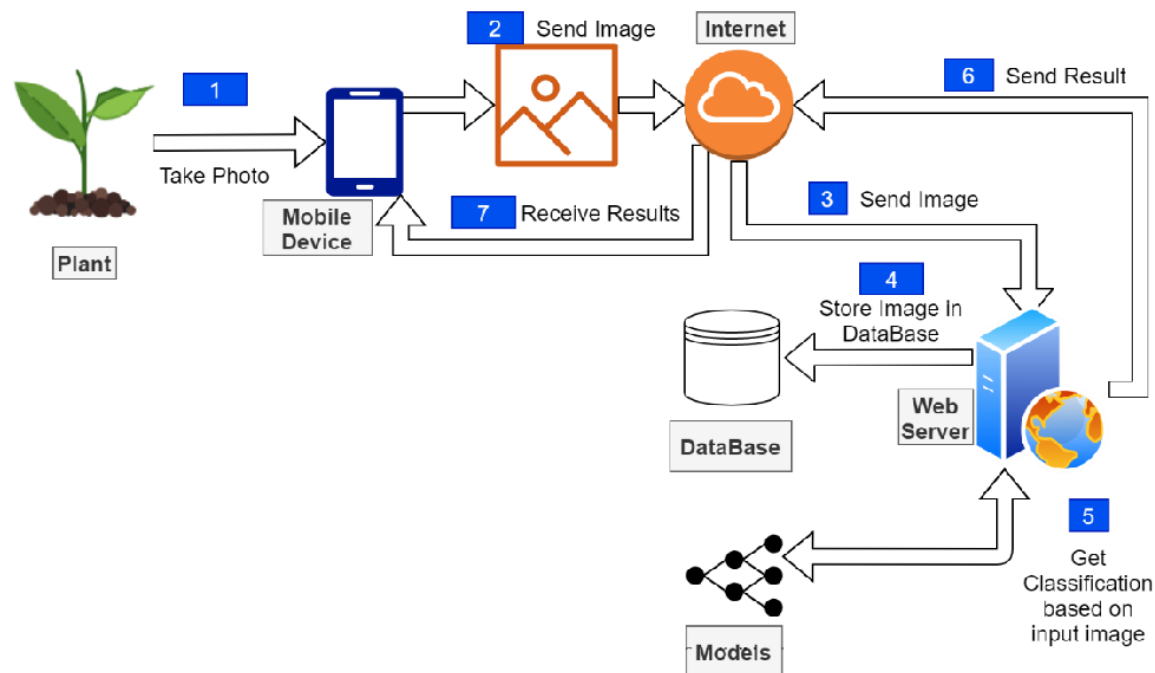 1
Take Photo
Plant
Mobile
Device
2
Send Image
Internet
6
Send Result
7
Receive Results
3
Send Image
4
Store Image in
DataBase
DataBase
Web
Server
5
Get
Classification
based on
input image
Models